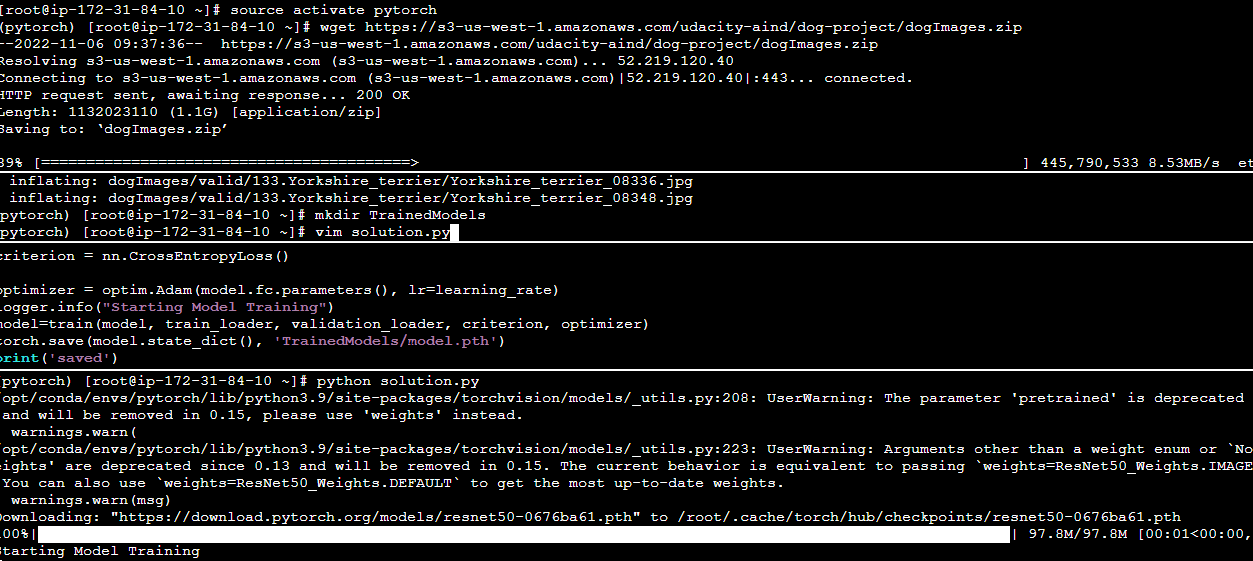 [root@ip-172-31-84-10 ~]# source activate pytorch
(pytorch) [root@ip-172-31-84-10 ~]# wget https://s3-us-west-1.amazonaws.com/udacity-aind/dog-project/dogImages.zip
--2022-11-06 09:37:36--  https://s3-us-west-1.amazonaws.com/udacity-aind/dog-project/dogImages.zip
Resolving s3-us-west-1.amazonaws.com (s3-us-west-1.amazonaws.com)... 52.219.120.40
Connecting to s3-us-west-1.amazonaws.com (s3-us-west-1.amazonaws.com)|52.219.120.40|:443... connected.
HTTP request sent, awaiting response... 200 OK
Length: 1132023110 (1.1G) [application/zip]
Saving to: ‘dogImages.zip’
39% [=========================================>                                                                   ] 445,790,533 8.53MB/s  et
inflating: dogImages/valid/133.Yorkshire_terrier/Yorkshire_terrier_08336.jpg
inflating: dogImages/valid/133.Yorkshire_terrier/Yorkshire_terrier_08348.jpg
pytorch) [root@ip-172-31-84-10 ~]# mkdir TrainedModels
pytorch) [root@ip-172-31-84-10 ~]# vim solution.py
criterion = nn.CrossEntropyLoss()
optimizer = optim.Adam(model.fc.parameters(), lr=learning_rate)
logger.info("Starting Model Training")
model=train(model, train_loader, validation_loader, criterion, optimizer)
torch.save(model.state_dict(), 'TrainedModels/model.pth')
print('saved')
(pytorch) [root@ip-172-31-84-10 ~]# python solution.py
/opt/conda/envs/pytorch/lib/python3.9/site-packages/torchvision/models/_utils.py:208: UserWarning: The parameter 'pretrained' is deprecated
and will be removed in 0.15, please use 'weights' instead.
warnings.warn(
/opt/conda/envs/pytorch/lib/python3.9/site-packages/torchvision/models/_utils.py:223: UserWarning: Arguments other than a weight enum or `No
eights' are deprecated since 0.13 and will be removed in 0.15. The current behavior is equivalent to passing `weights=ResNet50_Weights.IMAGE
You can also use `weights=ResNet50_Weights.DEFAULT` to get the most up-to-date weights.
warnings.warn(msg)
Downloading: "https://download.pytorch.org/models/resnet50-0676ba61.pth" to /root/.cache/torch/hub/checkpoints/resnet50-0676ba61.pth
100%| | 97.8M/97.8M [00:01<00:00,
Starting Model Training